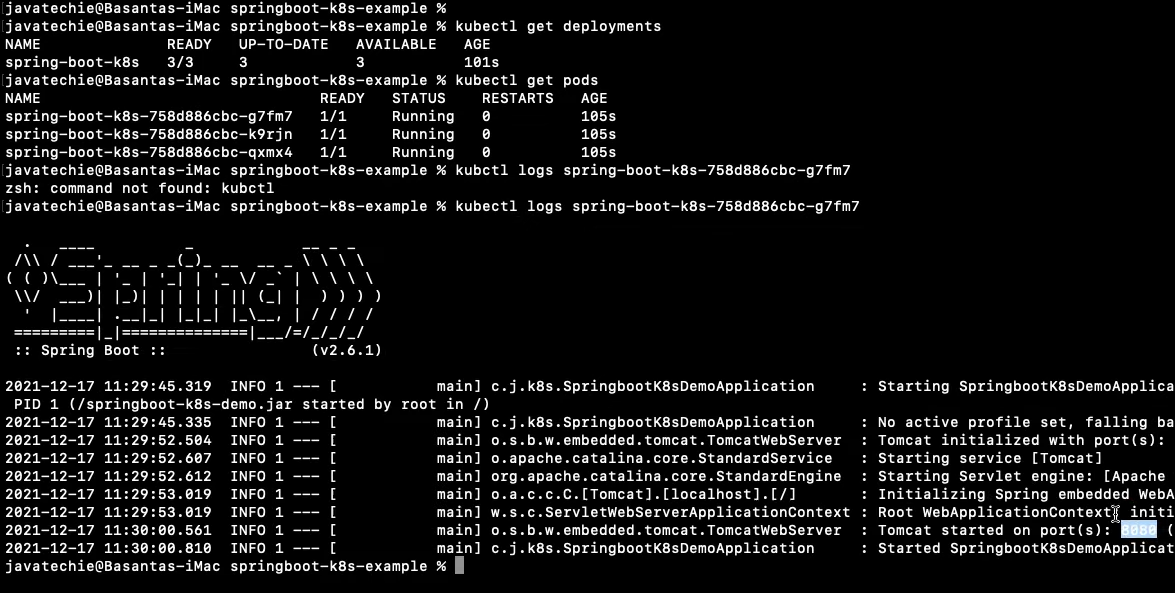 javatechie@Basantas-iMac springboot-k8s-example %
javatechie@Basantas-iMac springboot-k8s-example % kubectl get deployments
NAME             READY   UP-TO-DATE   AVAILABLE   AGE
spring-boot-k8s   3/3     3            3           101s
javatechie@Basantas-iMac springboot-k8s-example % kubectl get pods
NAME                               READY   STATUS    RESTARTS   AGE
spring-boot-k8s-758d886cbc-g7fm7   1/1     Running   0          105s
spring-boot-k8s-758d886cbc-k9rjn   1/1     Running   0          105s
spring-boot-k8s-758d886cbc-qxmx4   1/1     Running   0          105s
javatechie@Basantas-iMac springboot-k8s-example % kubctl logs spring-boot-k8s-758d886cbc-g7fm7
zsh: command not found: kubctl
javatechie@Basantas-iMac springboot-k8s-example % kubectl logs spring-boot-k8s-758d886cbc-g7fm7
Spring
:: Spring Boot ::                (v2.6.1)
2021-12-17 11:29:45.319  INFO 1 --- [           main] c.j.k8s.SpringbootK8sDemoApplication     : Starting SpringbootK8sDemoApplica
PID 1 (/springboot-k8s-demo.jar started by root in /)
2021-12-17 11:29:45.335  INFO 1 --- [           main] c.j.k8s.SpringbootK8sDemoApplication     : No active profile set, falling ba
2021-12-17 11:29:52.504  INFO 1 --- [           main] o.s.b.w.embedded.tomcat.TomcatWebServer  : Tomcat initialized with port(s):
2021-12-17 11:29:52.607  INFO 1 --- [           main] o.apache.catalina.core.StandardService   : Starting service [Tomcat]
2021-12-17 11:29:52.612  INFO 1 --- [           main] org.apache.catalina.core.StandardEngine  : Starting Servlet engine: [Apache
2021-12-17 11:29:53.019  INFO 1 --- [           main] o.a.c.c.C.[Tomcat].[localhost].[/]       : Initializing Spring embedded WebA
2021-12-17 11:29:53.019  INFO 1 --- [           main] w.s.c.ServletWebServerApplicationContext : Root WebApplicationContext: initi
2021-12-17 11:30:00.561  INFO 1 --- [           main] o.s.b.w.embedded.tomcat.TomcatWebServer  : Tomcat started on port(s): 8080 (
2021-12-17 11:30:00.810  INFO 1 --- [           main] c.j.k8s.SpringbootK8sDemoApplication     : Started SpringbootK8sDemoApplicat
javatechie@Basantas-iMac springboot-k8s-example %